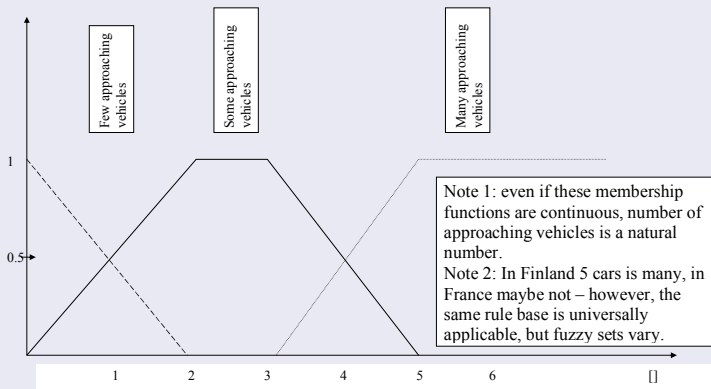 Few approaching
vehicles
Some approaching
vehicles
Many approaching
vehicles
1
0.5
Note 1: even if these membership
functions are continuous, number of
approaching vehicles is a natural
number.
Note 2: In Finland 5 cars is many, in
France maybe not – however, the
same rule base is universally
applicable, but fuzzy sets vary.
1 2 3 4 5 6 []